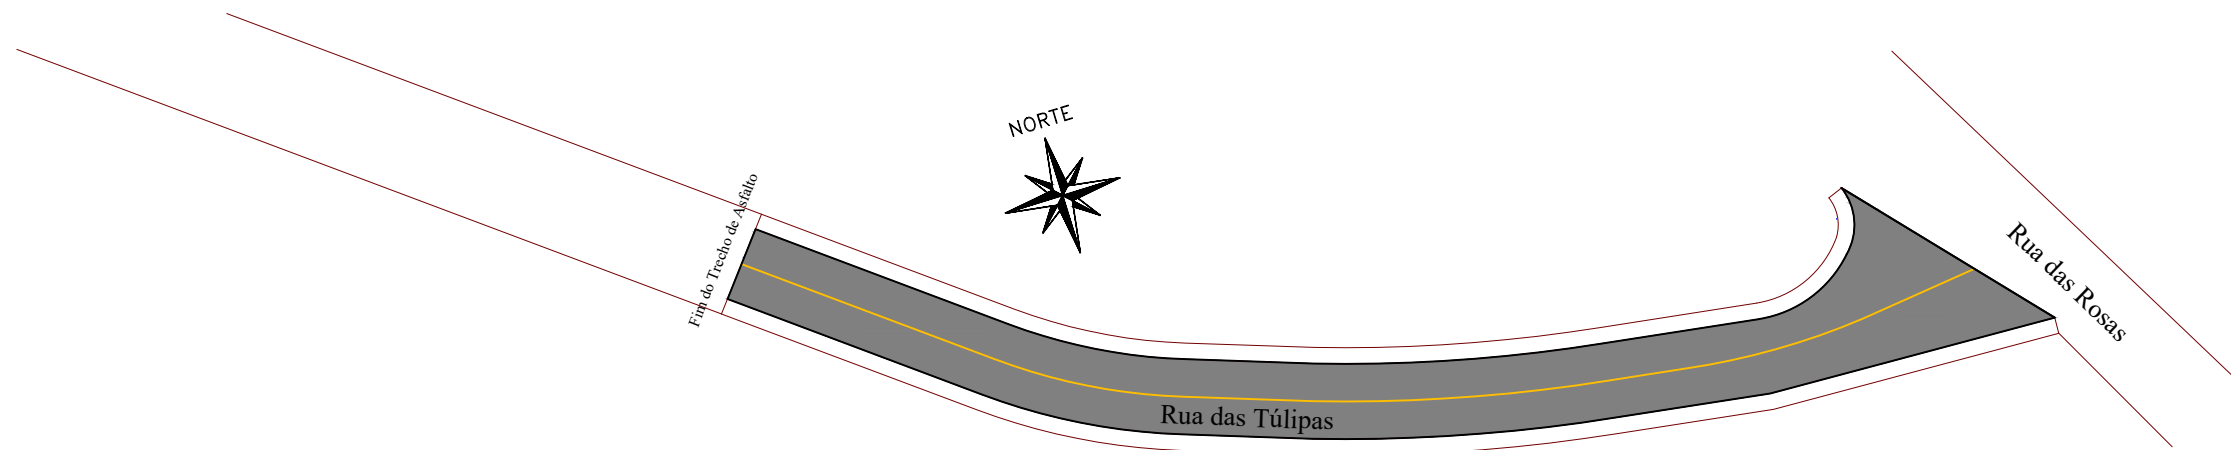 NORTE
Fim do Trecho de Asfalto
Rua das Rosas
Rua das Túlipas